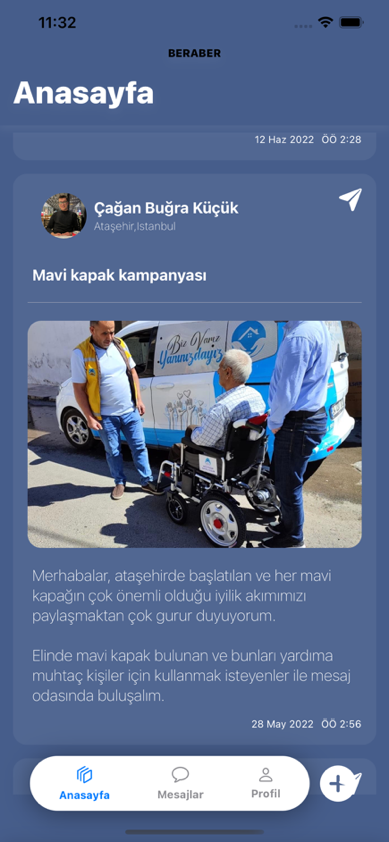 11:32
BERABER
Anasayfa
12 Haz 2022 ÖÖ 2:28
Çağan Buğra Küçük
Ataşehir,Istanbul
Mavi kapak kampanyası
Biz Varız
Yanınızdayız
Merhabalar, ataşehirde başlatılan ve her mavi
kapağın çok önemli olduğu iyilik akımımızı
paylaşmaktan çok gurur duyuyorum.
Elinde mavi kapak bulunan ve bunları yardıma
muhtaç kişiler için kullanmak isteyenler ile mesaj
odasında buluşalım.
28 May 2022 ÖÖ 2:56
Anasayfa
Mesajlar
Profil